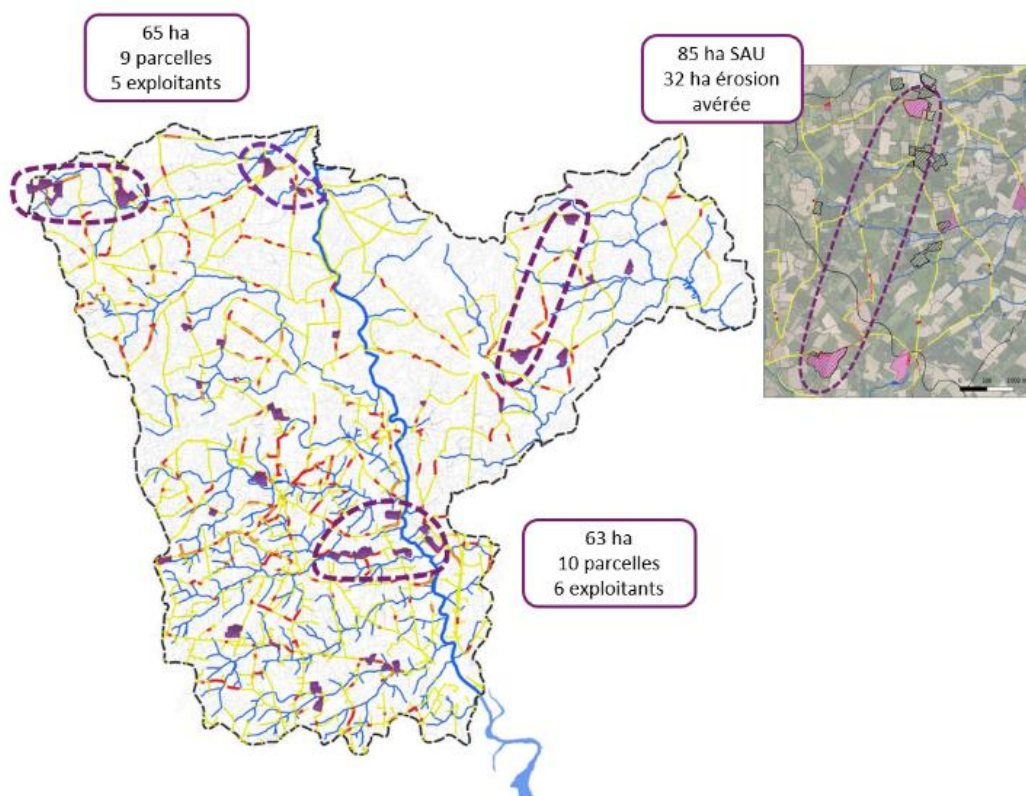 65 ha
9 parcelles
5 exploitants
85 ha SAU
32 ha érosion
avérée
63 ha
10 parcelles
6 exploitants